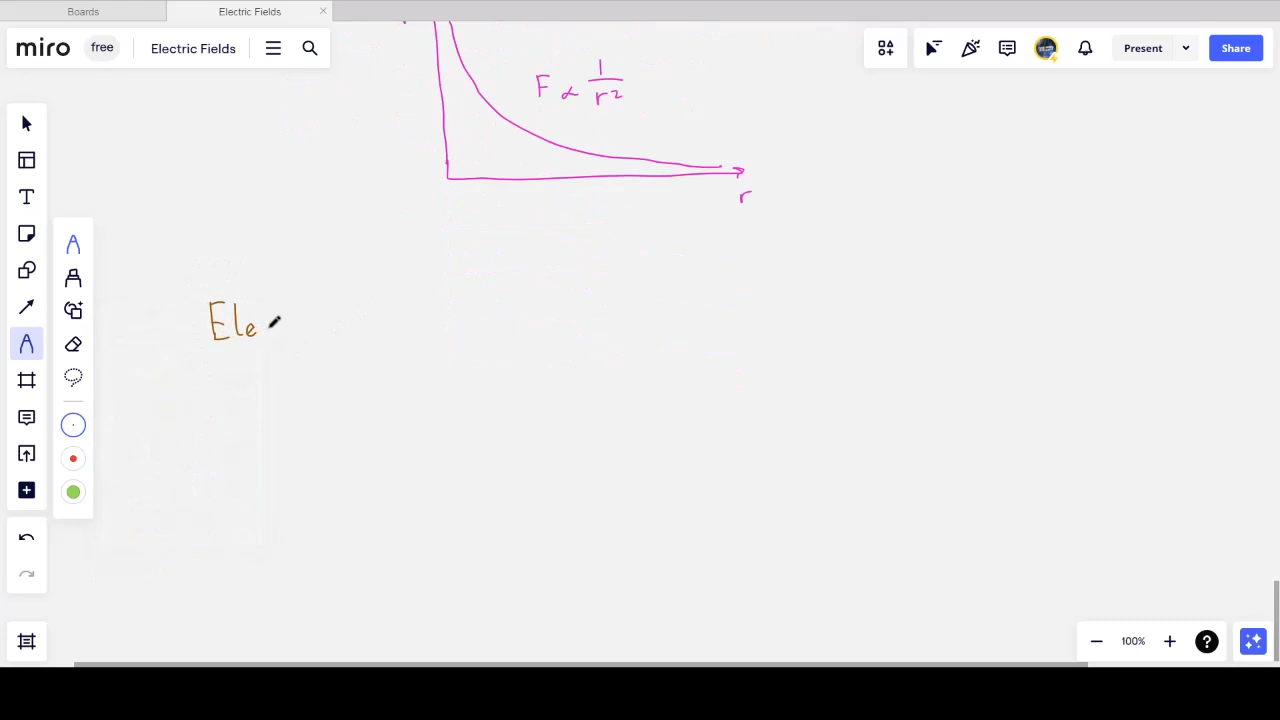 Boards Electric Fields
miro free Electric Fields Present Share
F ∝ 1/r²
r
Ele
100%